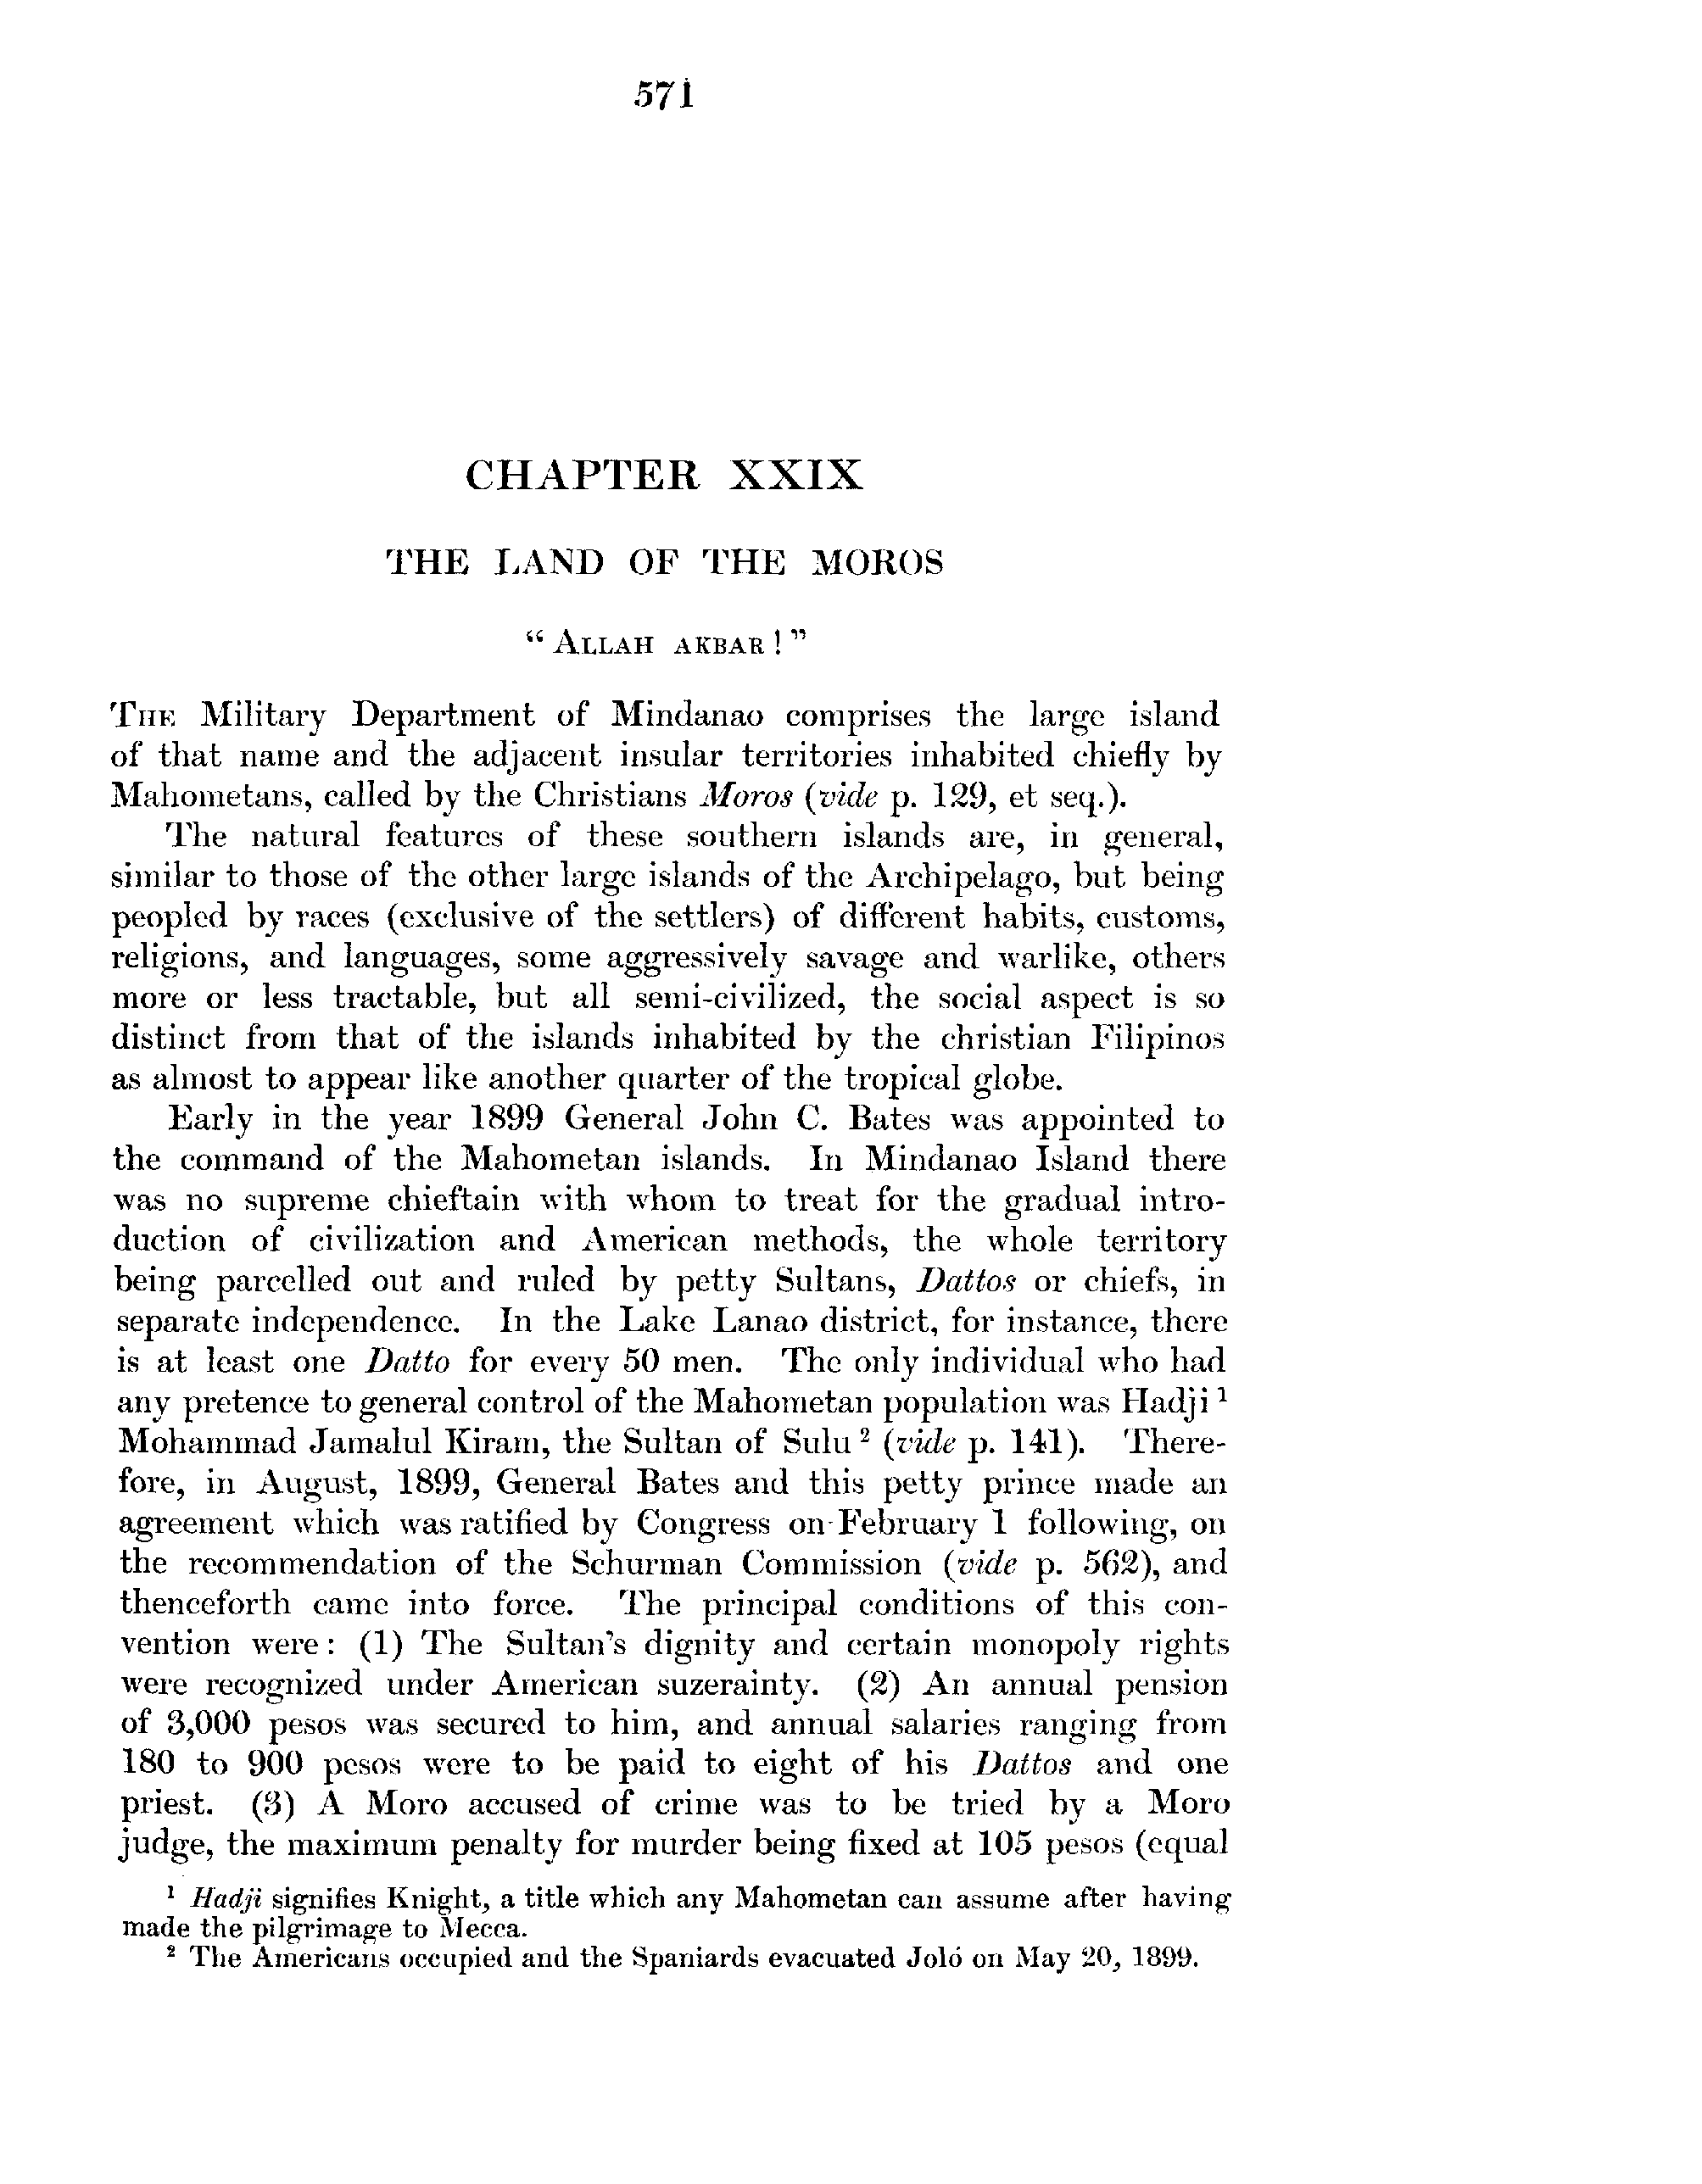 571
CHAPTER XXIX
THE LAND OF THE MOROS
“ Allah akbar ! ”
The Military Department of Mindanao comprises the large island
of that name and the adjacent insular territories inhabited chiefly by
Mahometans, called by the Christians Moros (vide p. 129, et seq.).
The natural features of these southern islands are, in general,
similar to those of the other large islands of the Archipelago, but being
peopled by races (exclusive of the settlers) of different habits, customs,
religions, and languages, some aggressively savage and warlike, others
more or less tractable, but all semi-civilized, the social aspect is so
distinct from that of the islands inhabited by the christian Filipinos
as almost to appear like another quarter of the tropical globe.
Early in the year 1899 General John C. Bates was appointed to
the command of the Mahometan islands. In Mindanao Island there
was no supreme chieftain with whom to treat for the gradual intro-
duction of civilization and American methods, the whole territory
being parcelled out and ruled by petty Sultans, Dattos or chiefs, in
separate independence. In the Lake Lanao district, for instance, there
is at least one Datto for every 50 men. The only individual who had
any pretence to general control of the Mahometan population was Hadji ¹
Mohammad Jamalul Kiram, the Sultan of Sulu ² (vide p. 141). There-
fore, in August, 1899, General Bates and this petty prince made an
agreement which was ratified by Congress on February 1 following, on
the recommendation of the Schurman Commission (vide p. 562), and
thenceforth came into force. The principal conditions of this con-
vention were : (1) The Sultan's dignity and certain monopoly rights
were recognized under American suzerainty. (2) An annual pension
of 3,000 pesos was secured to him, and annual salaries ranging from
180 to 900 pesos were to be paid to eight of his Dattos and one
priest. (3) A Moro accused of crime was to be tried by a Moro
judge, the maximum penalty for murder being fixed at 105 pesos (equal
¹ Hadji signifies Knight, a title which any Mahometan can assume after having
made the pilgrimage to Mecca.
² The Americans occupied and the Spaniards evacuated Joló on May 20, 1899.